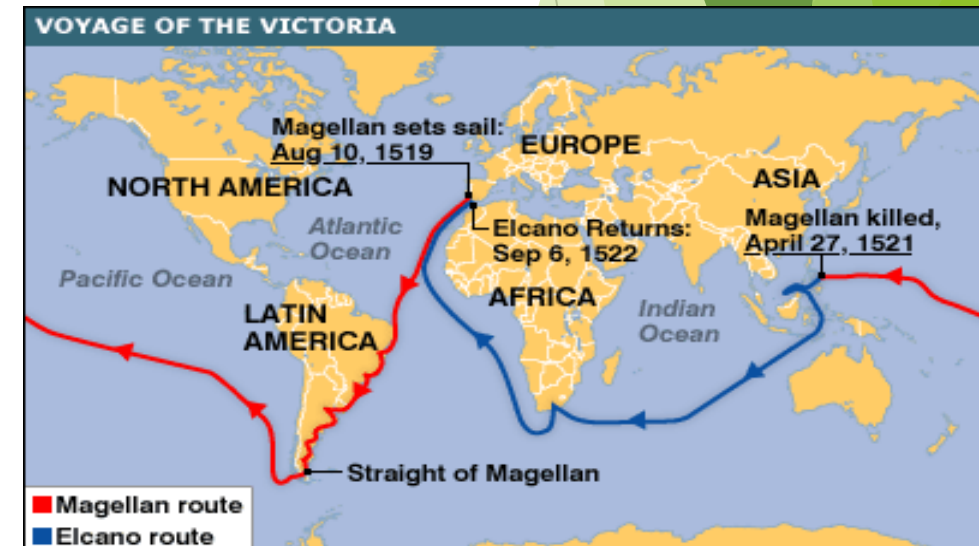 VOYAGE OF THE VICTORIA
Magellan sets sail:
Aug 10, 1519
EUROPE
ASIA
NORTH AMERICA
Atlantic
Ocean
Elcano Returns:
Sep 6, 1522
Magellan killed,
April 27, 1521
Pacific Ocean
AFRICA
Indian
Ocean
LATIN
AMERICA
Straight of Magellan
Magellan route
Elcano route